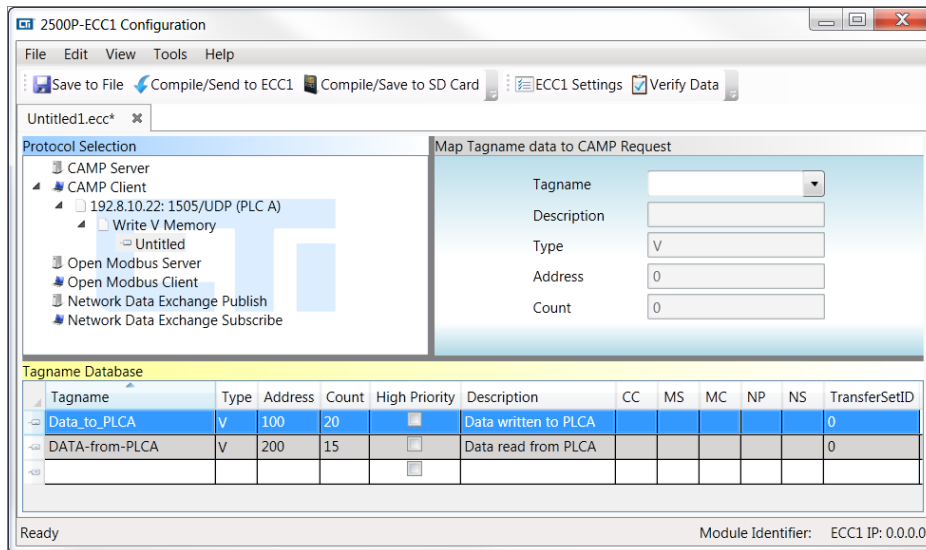 CTI 2500P-ECC1 Configuration
File Edit View Tools Help
Save to File Compile/Send to ECC1 Compile/Save to SD Card ECC1 Settings Verify Data
Untitled1.ecc*
Protocol Selection
CAMP Server
CAMP Client
192.8.10.22: 1505/UDP (PLC A)
Write V Memory
Untitled
Open Modbus Server
Open Modbus Client
Network Data Exchange Publish
Network Data Exchange Subscribe
CTI
Map Tagname data to CAMP Request
Tagname
Description
Type V
Address 0
Count 0
Tagname Database
Tagname Type Address Count High Priority Description CC MS MC NP NS TransferSetID
Data_to_PLCA V 100 20 Data written to PLCA 0
DATA-from-PLCA V 200 15 Data read from PLCA 0
Ready Module Identifier: ECC1 IP: 0.0.0.0